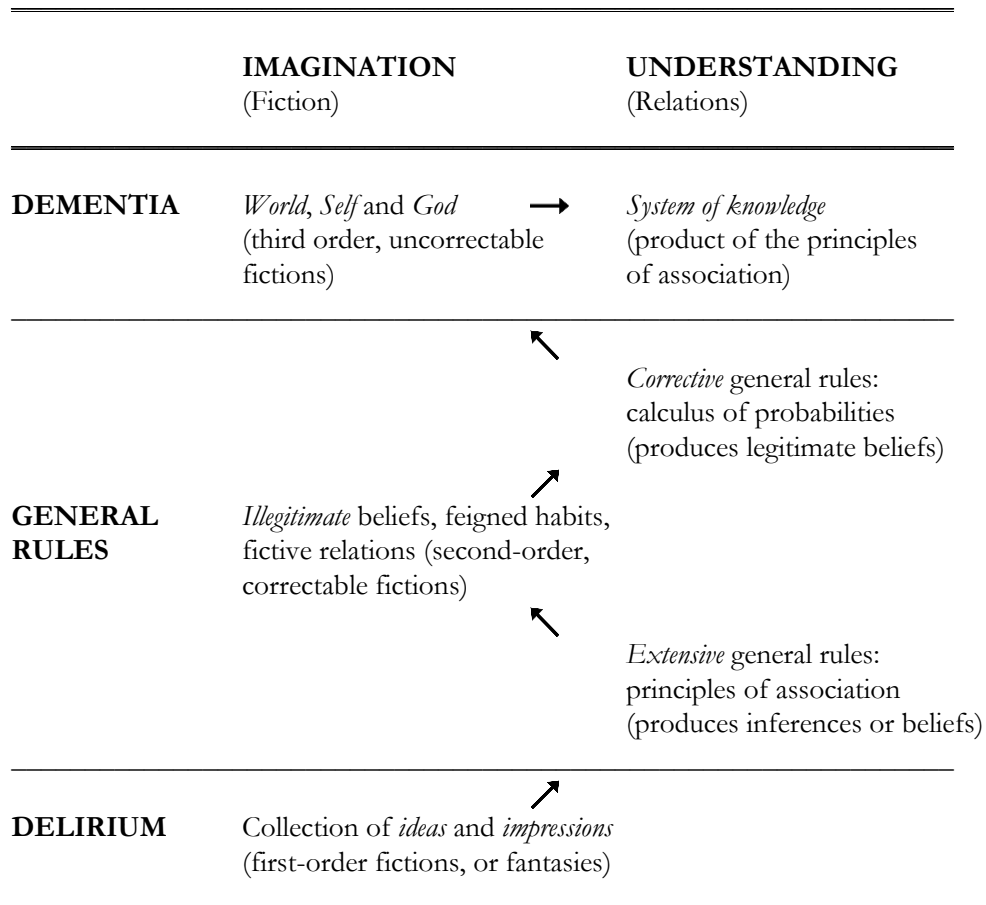 IMAGINATION UNDERSTANDING
(Fiction) (Relations)
DEMENTIA World, Self and God System of knowledge
(third order, uncorrectable (product of the principles
fictions) of association)
Corrective general rules:
calculus of probabilities
(produces legitimate beliefs)
GENERAL Illegitimate beliefs, feigned habits,
RULES fictive relations (second-order,
correctable fictions)
Extensive general rules:
principles of association
(produces inferences or beliefs)
DELIRIUM Collection of ideas and impressions
(first-order fictions, or fantasies)